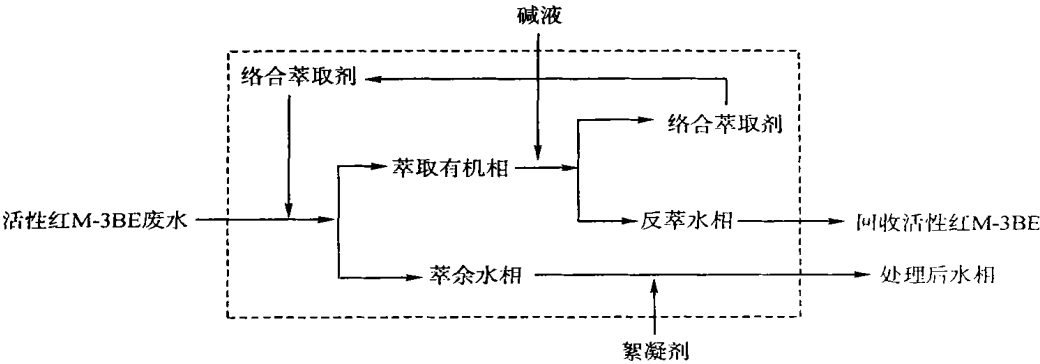 碱液
络合萃取剂
络合萃取剂
萃取有机相
活性红M-3BE废水
反萃水相
回收活性红M-3BE
萃余水相
处理后水相
絮凝剂